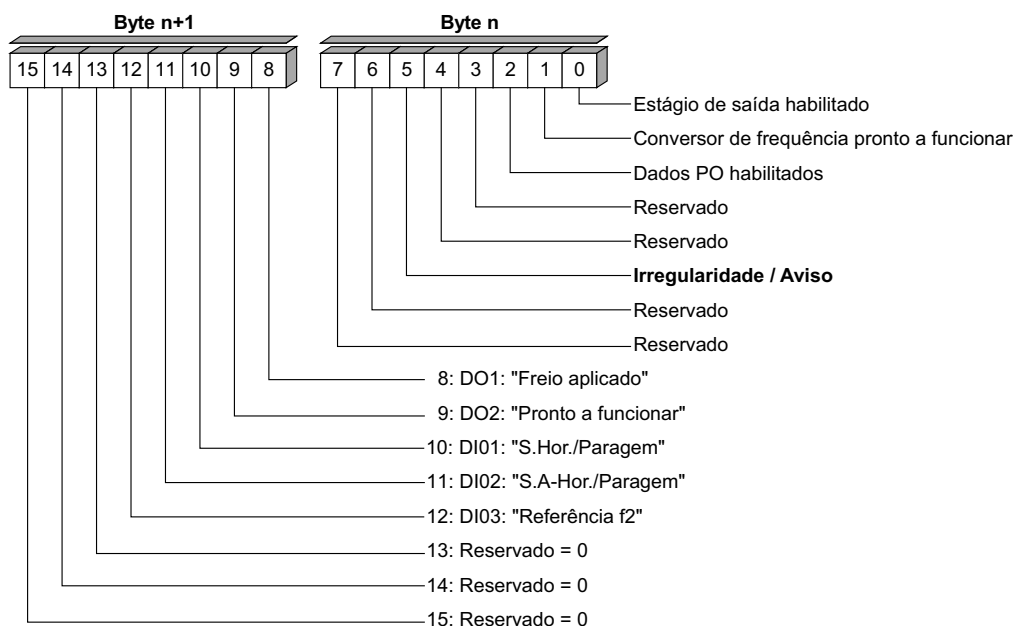 Byte n+1 Byte n
15 14 13 12 11 10 9 8 7 6 5 4 3 2 1 0
Estágio de saída habilitado
Conversor de frequência pronto a funcionar
Dados PO habilitados
Reservado
Reservado
Irregularidade / Aviso
Reservado
Reservado
8: DO1: "Freio aplicado"
9: DO2: "Pronto a funcionar"
10: DI01: "S.Hor./Paragem"
11: DI02: "S.A-Hor./Paragem"
12: DI03: "Referência f2"
13: Reservado = 0
14: Reservado = 0
15: Reservado = 0